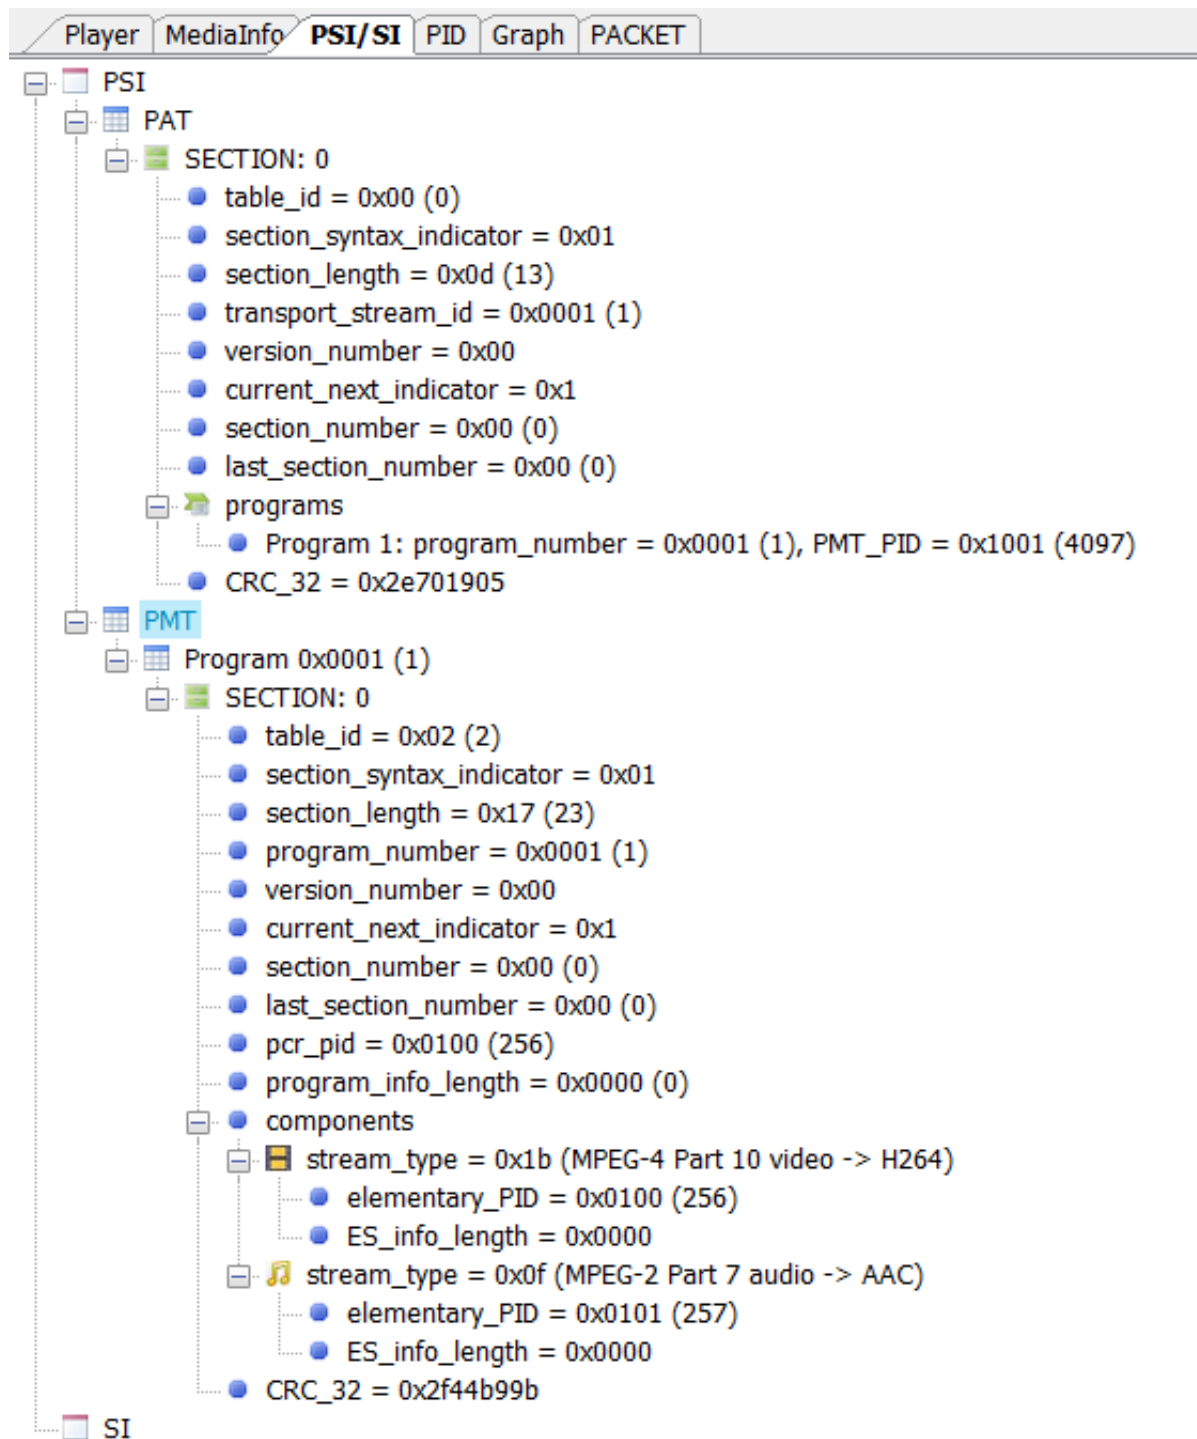 Player MediaInfo PSI/SI PID Graph PACKET
PSI
PAT
SECTION: 0
table_id = 0x00 (0)
section_syntax_indicator = 0x01
section_length = 0x0d (13)
transport_stream_id = 0x0001 (1)
version_number = 0x00
current_next_indicator = 0x1
section_number = 0x00 (0)
last_section_number = 0x00 (0)
programs
Program 1: program_number = 0x0001 (1), PMT_PID = 0x1001 (4097)
CRC_32 = 0x2e701905
PMT
Program 0x0001 (1)
SECTION: 0
table_id = 0x02 (2)
section_syntax_indicator = 0x01
section_length = 0x17 (23)
program_number = 0x0001 (1)
version_number = 0x00
current_next_indicator = 0x1
section_number = 0x00 (0)
last_section_number = 0x00 (0)
pcr_pid = 0x0100 (256)
program_info_length = 0x0000 (0)
components
stream_type = 0x1b (MPEG-4 Part 10 video -> H264)
elementary_PID = 0x0100 (256)
ES_info_length = 0x0000
stream_type = 0x0f (MPEG-2 Part 7 audio -> AAC)
elementary_PID = 0x0101 (257)
ES_info_length = 0x0000
CRC_32 = 0x2f44b99b
SI